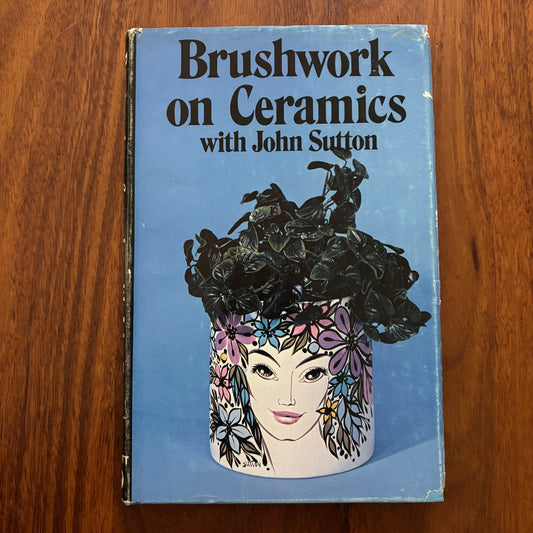 Brushwork
on Ceramics
with John Sutton